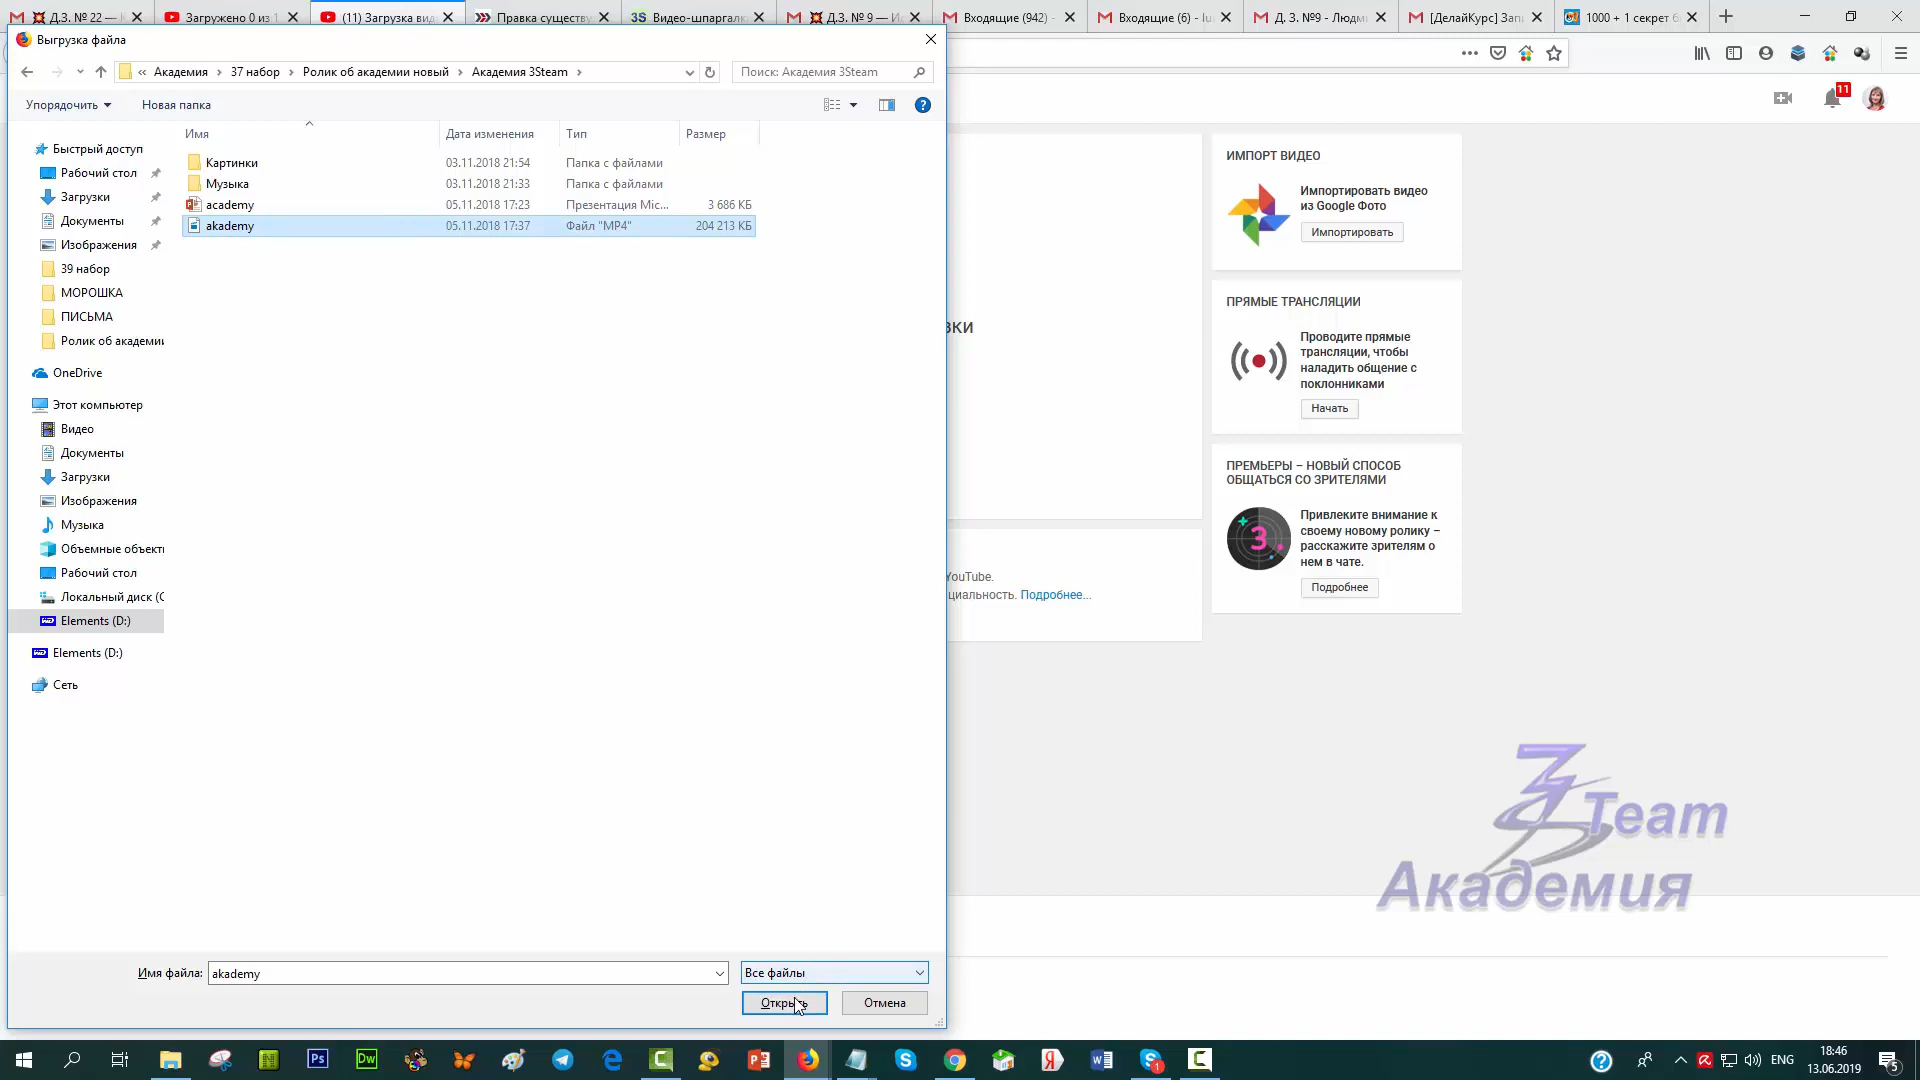 Д.З. № 22 —
Загружено 0 из 1
(11) Загрузка вид
Правка существу
3S Видео-шпаргалк
Д.З. № 9 — И
Входящие (942) -
Входящие (6) - lu
Д. З. №9 - Людм
[ДелайКурс] Зап
1000 + 1 секрет б
Выгрузка файла
« Академия › 37 набор › Ролик об академии новый › Академия 3Steam ›
Поиск: Академия 3Steam
Упорядочить
Новая папка
Имя
Дата изменения
Тип
Размер
Картинки 03.11.2018 21:54 Папка с файлами
Музыка 03.11.2018 21:33 Папка с файлами
academy 05.11.2018 17:23 Презентация Mic... 3 686 КБ
akademy 05.11.2018 17:37 Файл "MP4" 204 213 КБ
Быстрый доступ
Рабочий стол
Загрузки
Документы
Изображения
39 набор
МОРОШКА
ПИСЬМА
Ролик об академии
OneDrive
Этот компьютер
Видео
Документы
Загрузки
Изображения
Музыка
Объемные объект
Рабочий стол
Локальный диск (C
Elements (D:)
Elements (D:)
Сеть
Имя файла: akademy
Все файлы
Открыть
Отмена
11
зки
YouTube.
циальность. Подробнее...
ИМПОРТ ВИДЕО
Импортировать видео
из Google Фото
Импортировать
ПРЯМЫЕ ТРАНСЛЯЦИИ
Проводите прямые
трансляции, чтобы
наладить общение с
поклонниками
Начать
ПРЕМЬЕРЫ – НОВЫЙ СПОСОБ
ОБЩАТЬСЯ СО ЗРИТЕЛЯМИ
3
Привлеките внимание к
своему новому ролику –
расскажите зрителям о
нем в чате.
Подробнее
3STeam
Академия
Ps
Dw
ENG
18:46
13.06.2019
1
5